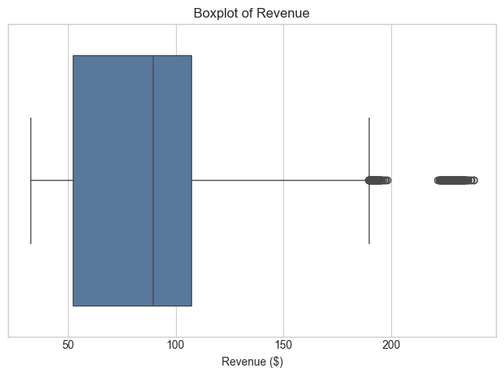 Boxplot of Revenue
50 100 150 200
Revenue ($)